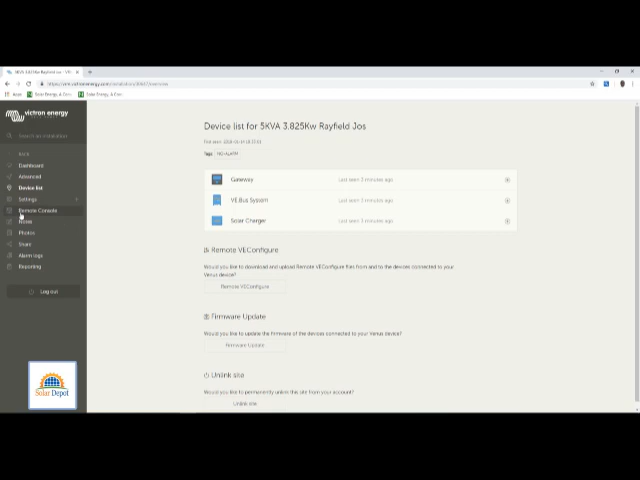 victron energy
Search an installation
BACK
Dashboard
Advanced
Device list
Settings
Remote Console
Notes
Photos
Share
Alarm logs
Reporting
Log out
Solar Depot
Device list for 5KVA 3.825Kw Rayfield Jos
Tags NO-ALARM
Gateway Last seen 3 minutes ago
VE.Bus System Last seen 3 minutes ago
Solar Charger Last seen 3 minutes ago
Remote VEConfigure
Would you like to download and upload Remote VEConfigure files from and to the devices connected to your
Venus device?
Remote VEConfigure
Firmware Update
Would you like to update the firmware of the devices connected to your Venus device?
Firmware Update
Unlink site
Would you like to permanently unlink this site from your account?
Unlink site